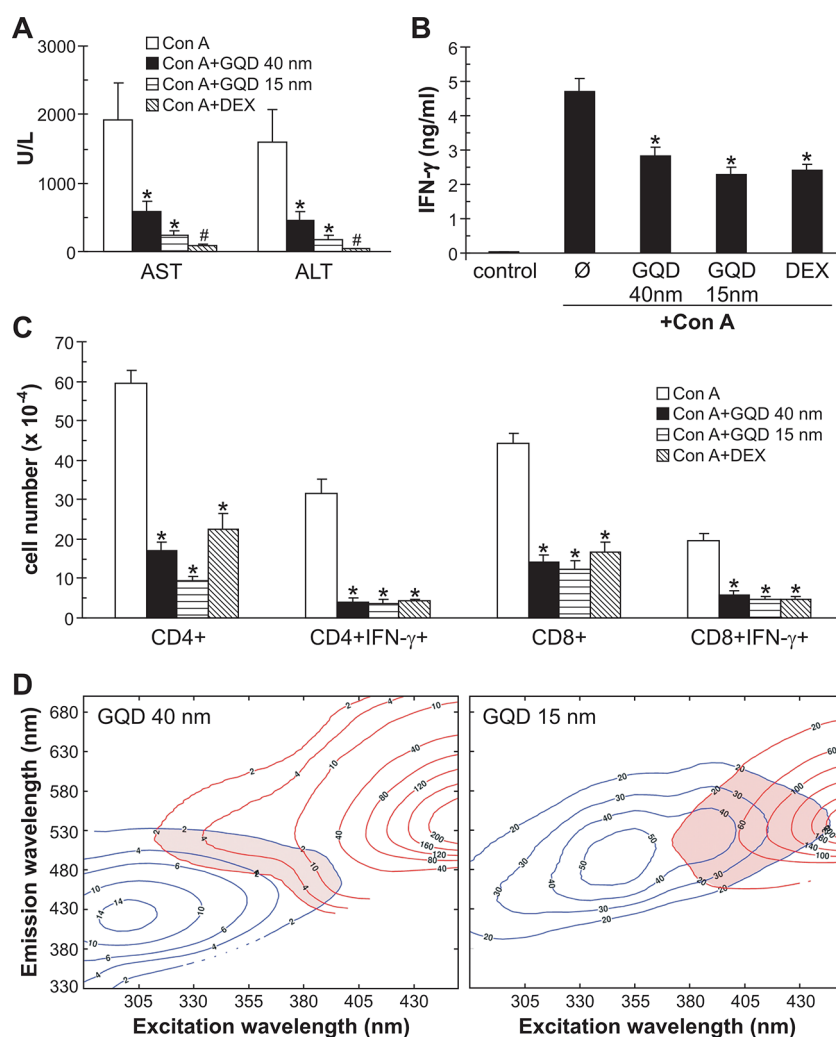 A
3000
2000
1000
0
U/L
Con A
Con A+GQD 40 nm
Con A+GQD 15 nm
Con A+DEX
*
*
#
*
*
#
AST
ALT
B
6
5
4
3
2
1
0
IFN-γ (ng/ml)
*
*
*
control
Ø
GQD
40nm
GQD
15nm
DEX
+Con A
C
70
60
50
40
30
20
10
0
cell number (x 10-4)
Con A
Con A+GQD 40 nm
Con A+GQD 15 nm
Con A+DEX
*
*
*
*
*
*
*
*
*
*
*
*
CD4+
CD4+IFN-γ+
CD8+
CD8+IFN-γ+
D
GQD 40 nm
GQD 15 nm
680
630
580
530
480
430
380
330
Emission wavelength (nm)
305
330
355
380
405
430
305
330
355
380
405
430
Excitation wavelength (nm)
Excitation wavelength (nm)